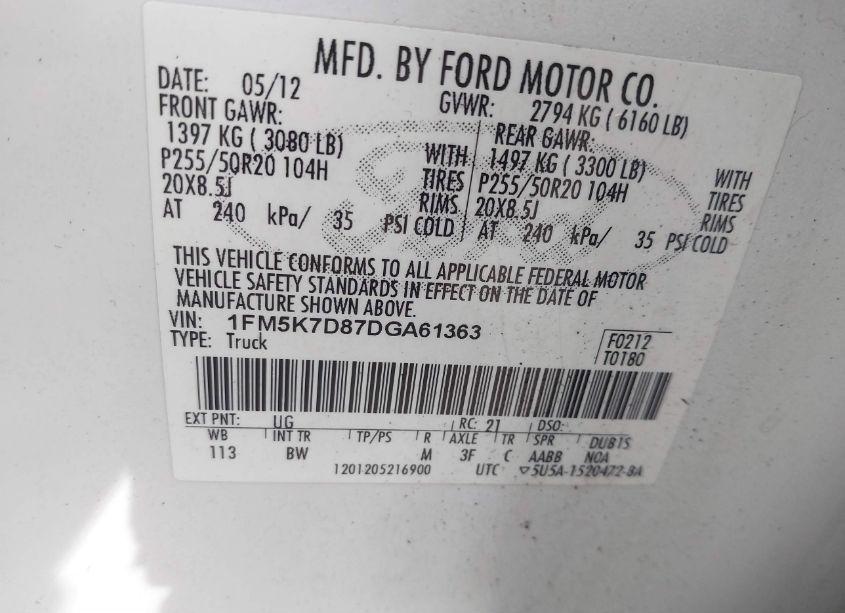 MFD. BY FORD MOTOR CO.
DATE: 05/12 GVWR: 2794 KG ( 6160 LB)
FRONT GAWR: REAR GAWR:
1397 KG ( 3080 LB) WITH 1497 KG ( 3300 LB) WITH
P255/50R20 104H TIRES P255/50R20 104H TIRES
20X8.5J RIMS 20X8.5J RIMS
AT 240 kPa/ 35 PSI COLD AT 240 kPa/ 35 PSI COLD
THIS VEHICLE CONFORMS TO ALL APPLICABLE FEDERAL MOTOR
VEHICLE SAFETY STANDARDS IN EFFECT ON THE DATE OF
MANUFACTURE SHOWN ABOVE.
VIN: 1FM5K7D87DGA61363
TYPE: Truck
F0212
T0180
EXT PNT: UG RC: 21 DSO:
WB INT TR TP/PS R AXLE TR SPR DUBTS
113 BW M 3F C AABB NOA
1201205216900 UTC 5U5A-1520472-BA